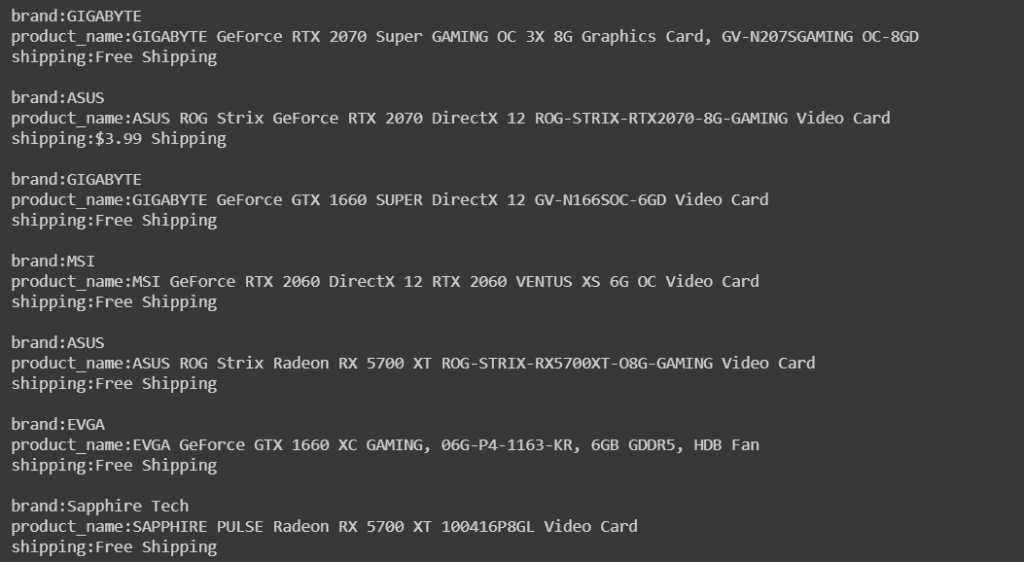 brand:GIGABYTE
product_name:GIGABYTE GeForce RTX 2070 Super GAMING OC 3X 8G Graphics Card, GV-N207SGAMING OC-8GD
shipping:Free Shipping
brand:ASUS
product_name:ASUS ROG Strix GeForce RTX 2070 DirectX 12 ROG-STRIX-RTX2070-8G-GAMING Video Card
shipping:$3.99 Shipping
brand:GIGABYTE
product_name:GIGABYTE GeForce GTX 1660 SUPER DirectX 12 GV-N166SOC-6GD Video Card
shipping:Free Shipping
brand:MSI
product_name:MSI GeForce RTX 2060 DirectX 12 RTX 2060 VENTUS XS 6G OC Video Card
shipping:Free Shipping
brand:ASUS
product_name:ASUS ROG Strix Radeon RX 5700 XT ROG-STRIX-RX5700XT-O8G-GAMING Video Card
shipping:Free Shipping
brand:EVGA
product_name:EVGA GeForce GTX 1660 XC GAMING, 06G-P4-1163-KR, 6GB GDDR5, HDB Fan
shipping:Free Shipping
brand:Sapphire Tech
product_name:SAPPHIRE PULSE Radeon RX 5700 XT 100416P8GL Video Card
shipping:Free Shipping